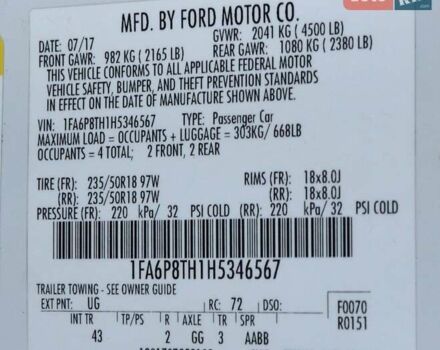 MFD. BY FORD MOTOR CO.
DATE: 07/17 GVWR: 2041 KG (4500 LB)
FRONT GAWR: 982 KG (2165 LB) REAR GAWR: 1080 KG (2380 LB)
THIS VEHICLE CONFORMS TO ALL APPLICABLE FEDERAL MOTOR
VEHICLE SAFETY, BUMPER, AND THEFT PREVENTION STANDARDS
IN EFFECT ON THE DATE OF MANUFACTURE SHOWN ABOVE.
VIN: 1FA6P8TH1H5346567 TYPE: Passenger Car
MAXIMUM LOAD = OCCUPANTS + LUGGAGE = 303KG/ 668LB
OCCUPANTS = 4 TOTAL; 2 FRONT, 2 REAR
TIRE (FR): 235/50R18 97W RIMS (FR): 18x8.0J
(RR): 235/50R18 97W (RR): 18x8.0J
PRESSURE (FR): 220 kPa/ 32 PSI COLD (RR): 220 kPa/ 32 PSI COLD
1FA6P8TH1H5346567
TRAILER TOWING - SEE OWNER GUIDE
EXT PNT: UG RC: 72 DSO: F0070
INT TR TP/PS R AXLE TR SPR R0151
43 2 GG 3 AABB